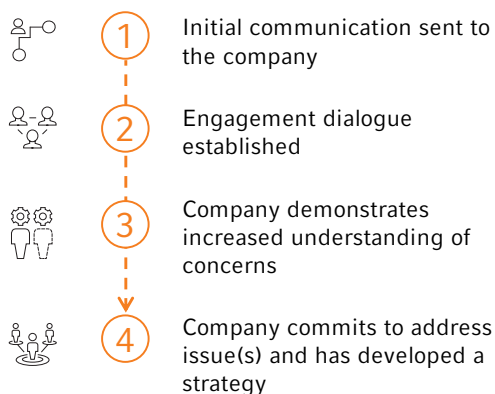 1
Initial communication sent to
the company
2
Engagement dialogue
established
3
Company demonstrates
increased understanding of
concerns
4
Company commits to address
issue(s) and has developed a
strategy